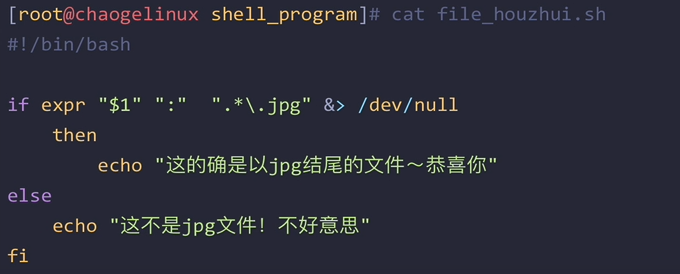 [root@chaogelinux shell_program]# cat file_houzhui.sh
#!/bin/bash
if expr "$1" ":"  ".*\.jpg" &> /dev/null
    then
        echo "这的确是以jpg结尾的文件～恭喜你"
else
    echo "这不是jpg文件！不好意思"
fi